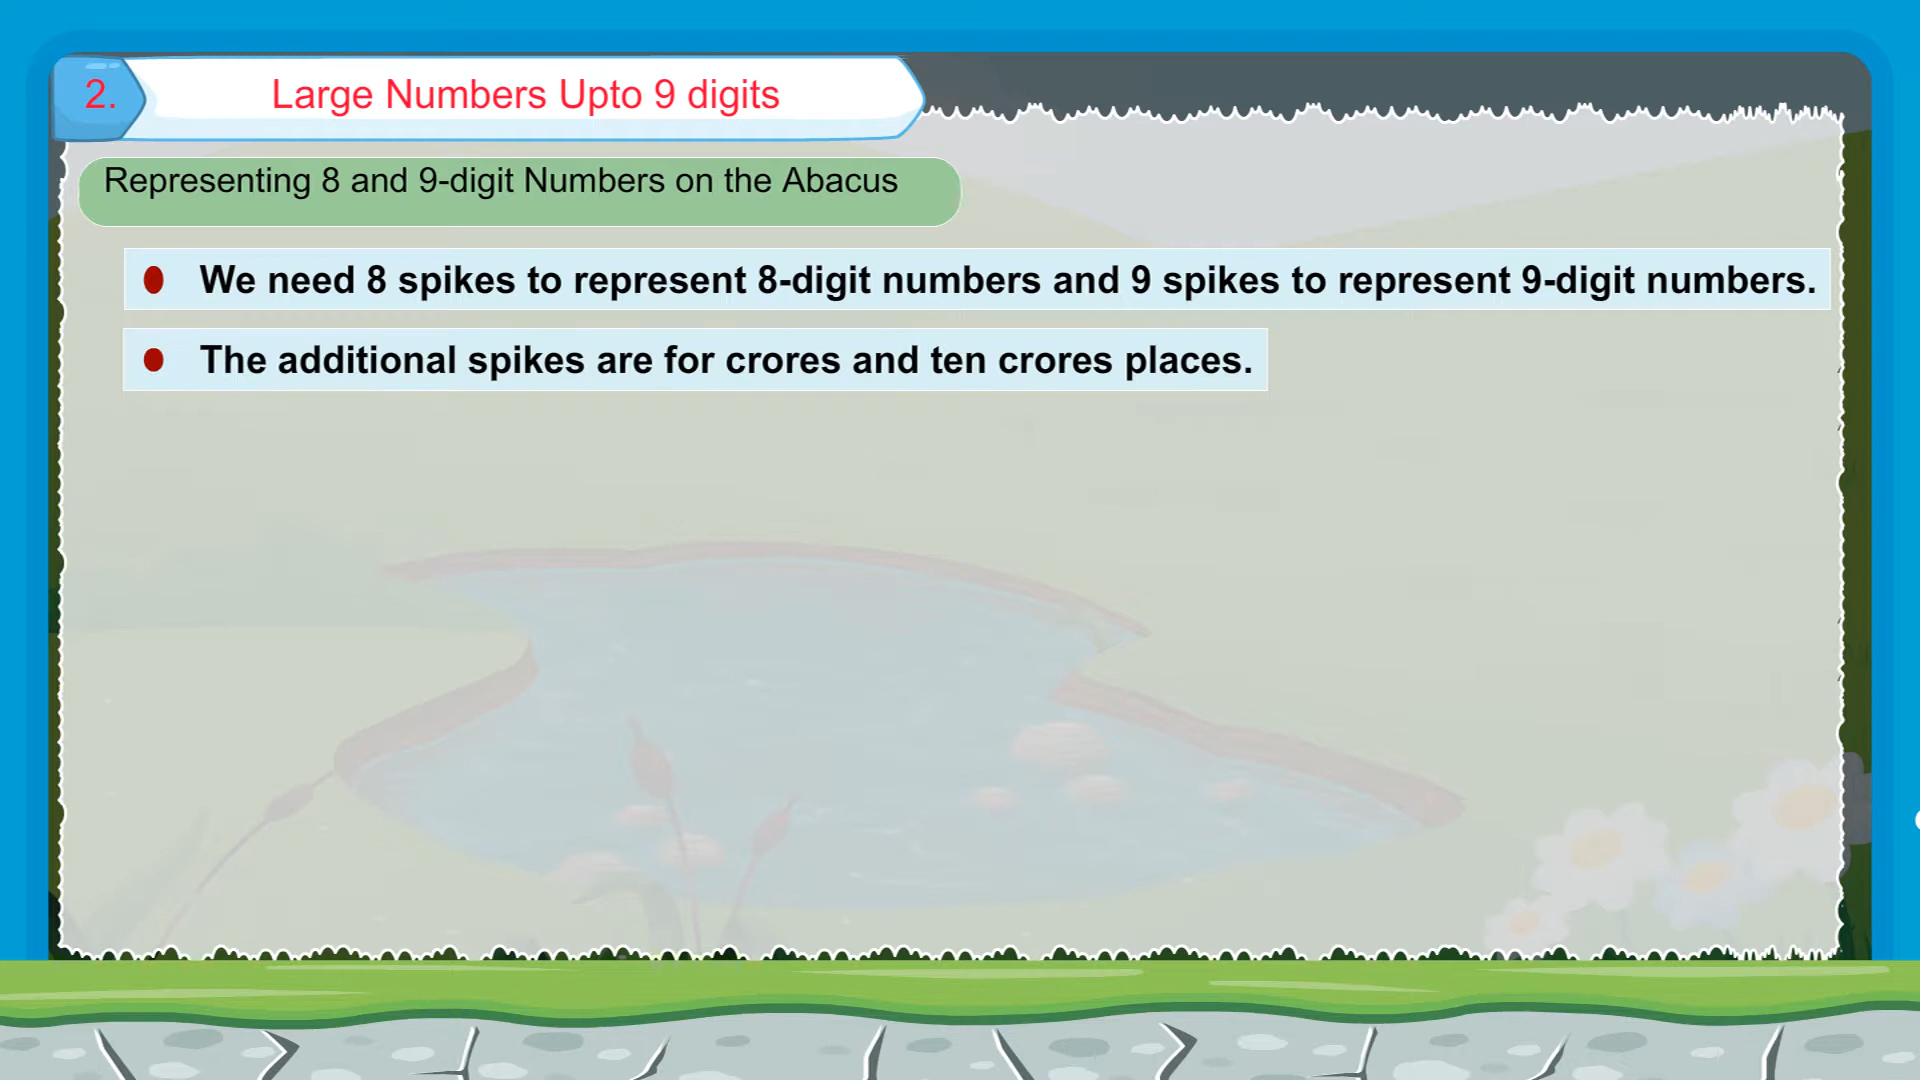 2. Large Numbers Upto 9 digits
Representing 8 and 9-digit Numbers on the Abacus
We need 8 spikes to represent 8-digit numbers and 9 spikes to represent 9-digit numbers.
The additional spikes are for crores and ten crores places.